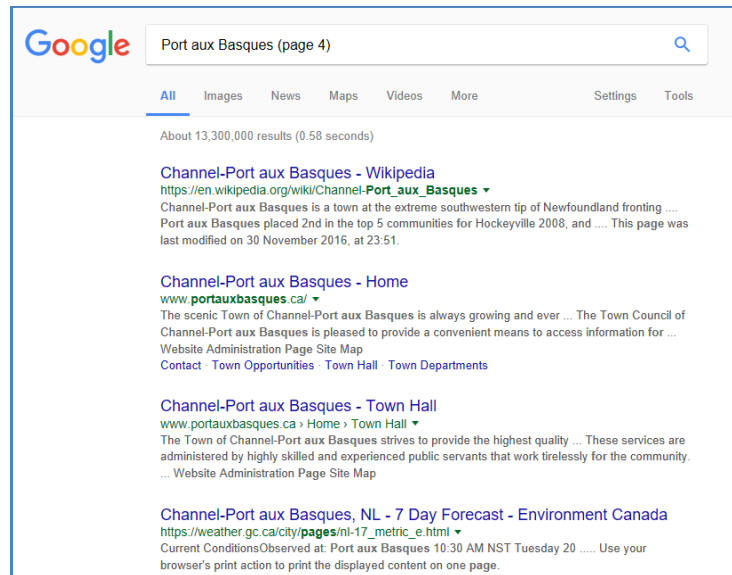 Google
Port aux Basques (page 4)
All Images News Maps Videos More Settings Tools
About 13,300,000 results (0.58 seconds)
Channel-Port aux Basques - Wikipedia
https://en.wikipedia.org/wiki/Channel-Port_aux_Basques
Channel-Port aux Basques is a town at the extreme southwestern tip of Newfoundland fronting ....
Port aux Basques placed 2nd in the top 5 communities for Hockeyville 2008, and .... This page was
last modified on 30 November 2016, at 23:51.
Channel-Port aux Basques - Home
www.portauxbasques.ca/
The scenic Town of Channel-Port aux Basques is always growing and ever ... The Town Council of
Channel-Port aux Basques is pleased to provide a convenient means to access information for ...
Website Administration Page Site Map
Contact · Town Opportunities · Town Hall · Town Departments
Channel-Port aux Basques - Town Hall
www.portauxbasques.ca › Home › Town Hall
The Town of Channel-Port aux Basques strives to provide the highest quality ... These services are
administered by highly skilled and experienced public servants that work tirelessly for the community.
... Website Administration Page Site Map
Channel-Port aux Basques, NL - 7 Day Forecast - Environment Canada
https://weather.gc.ca/city/pages/nl-17_metric_e.html
Current ConditionsObserved at: Port aux Basques 10:30 AM NST Tuesday 20 ..... Use your
browser's print action to print the displayed content on one page.